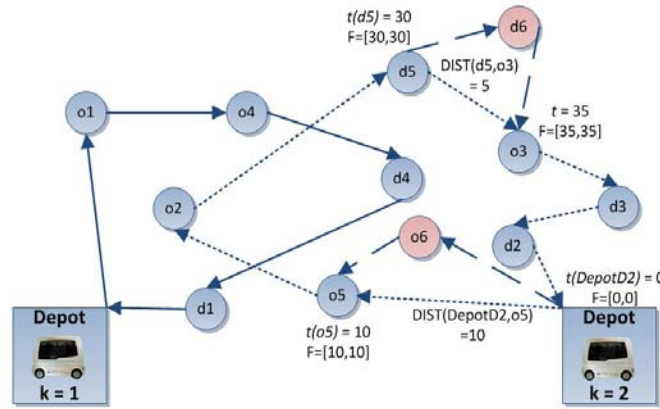 t(d5) = 30
F=[30,30]
d6
d5
DIST(d5,o3)
= 5
o1
o4
t = 35
F=[35,35]
o3
d4
o2
d3
o6
d2
t(DepotD2) = 0
F=[0,0]
d1
o5
Depot
t(o5) = 10
F=[10,10]
DIST(DepotD2,o5)
=10
Depot
k = 1
k = 2